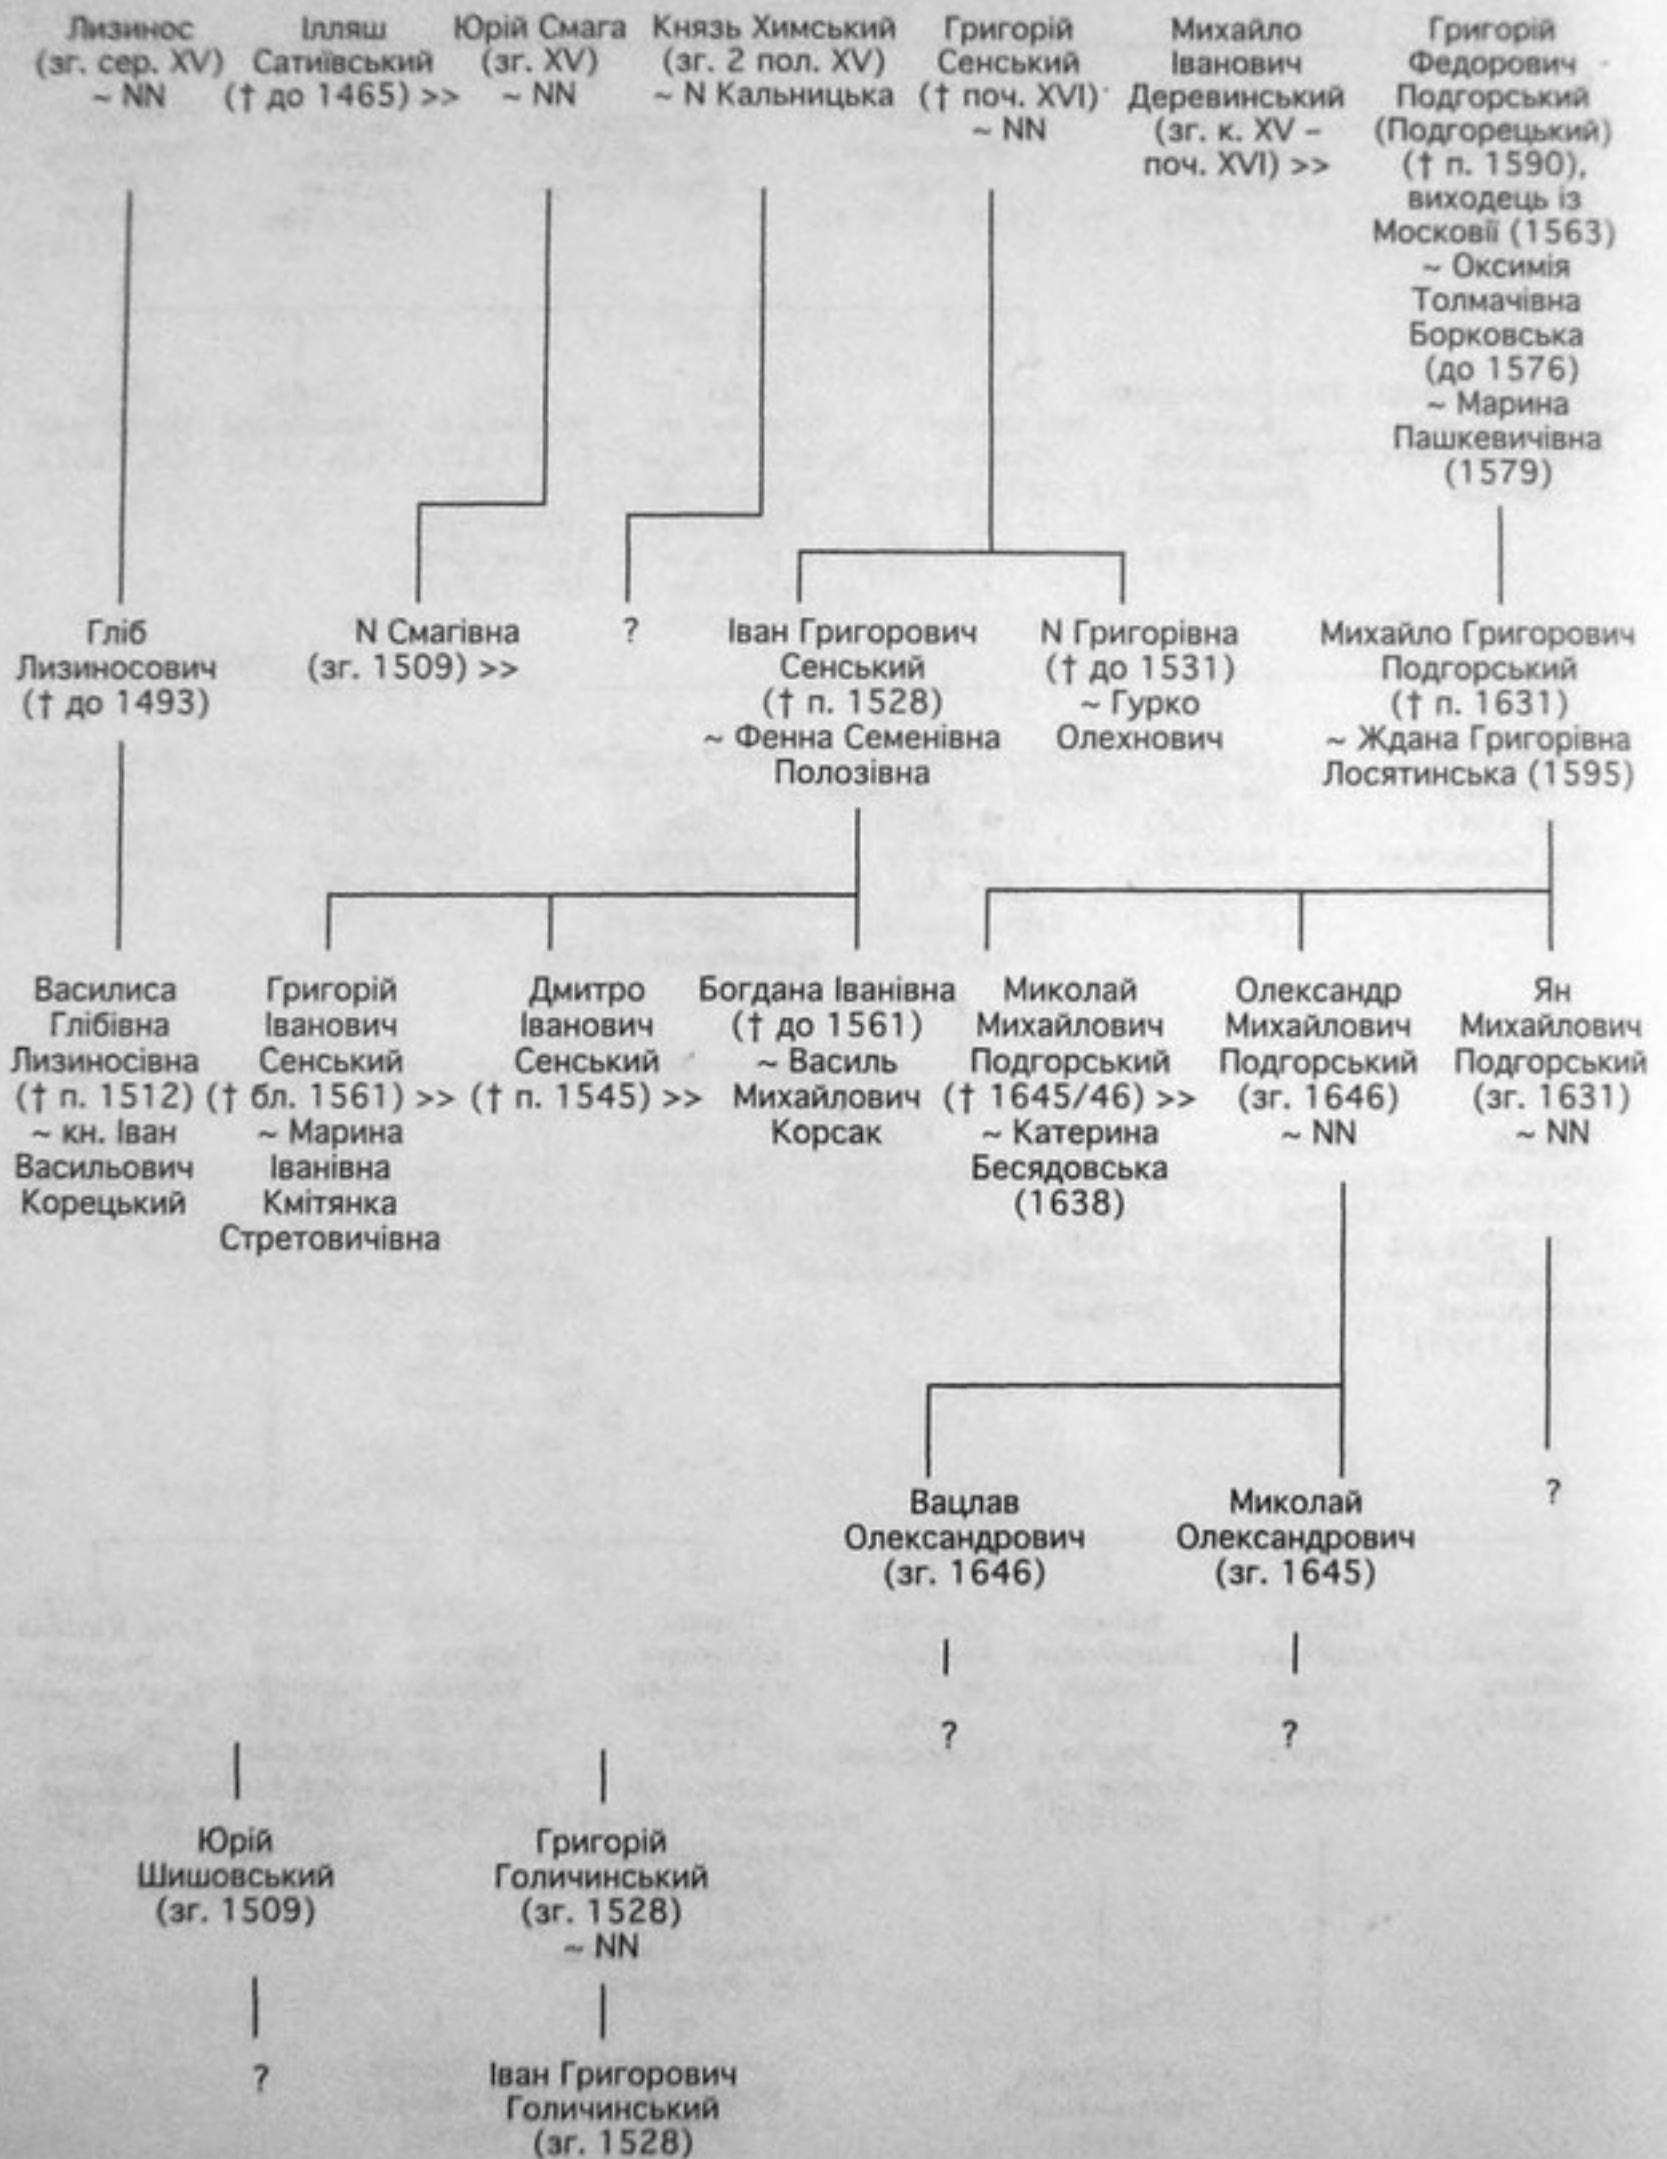 Лизинос
(зг. сер. XV)
~ NN
Ілляш
Сатиївський
(† до 1465) >>
Юрій Смага
(зг. XV)
~ NN
Князь Химський
(зг. 2 пол. XV)
~ N Кальницька
Григорій
Сенський
(† поч. XVI)
~ NN
Михайло
Іванович
Деревинський
(зг. к. XV –
поч. XVI) >>
Григорій
Федорович
Подгорський
(Подгорецький)
(† п. 1590),
виходець із
Московії (1563)
~ Оксимія
Толмачівна
Борковська
(до 1576)
~ Марина
Пашкевичівна
(1579)
Гліб
Лизиносович
(† до 1493)
N Смагівна
(зг. 1509) >>
?
Іван Григорович
Сенський
(† п. 1528)
~ Фенна Семенівна
Полозівна
N Григорівна
(† до 1531)
~ Гурко
Олехнович
Михайло Григорович
Подгорський
(† п. 1631)
~ Ждана Григорівна
Лосятинська (1595)
Василиса
Глібівна
Лизиносівна
(† п. 1512)
~ кн. Іван
Васильович
Корецький
Григорій
Іванович
Сенський
(† бл. 1561) >>
~ Марина
Іванівна
Кмітянка
Стретовичівна
Дмитро
Іванович
Сенський
(† п. 1545) >>
Богдана Іванівна
(† до 1561)
~ Василь
Михайлович
Корсак
Миколай
Михайлович
Подгорський
(† 1645/46) >>
~ Катерина
Бесядовська
(1638)
Олександр
Михайлович
Подгорський
(зг. 1646)
~ NN
Ян
Михайлович
Подгорський
(зг. 1631)
~ NN
Вацлав
Олександрович
(зг. 1646)
Миколай
Олександрович
(зг. 1645)
?
?
?
Юрій
Шишовський
(зг. 1509)
Григорій
Голичинський
(зг. 1528)
~ NN
?
Іван Григорович
Голичинський
(зг. 1528)